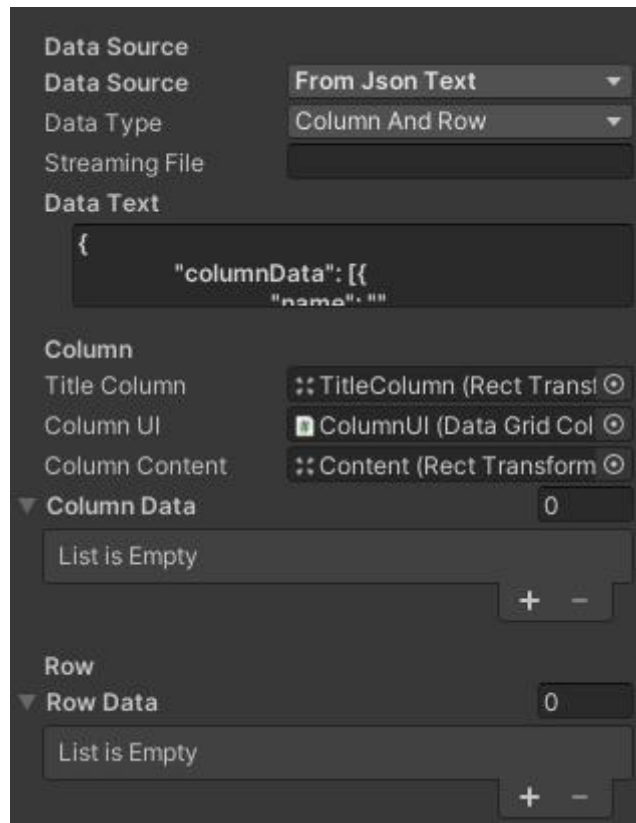 Data Source
Data Source From Json Text
Data Type Column And Row
Streaming File
Data Text
{
"columnData": [{
"name": ""
Column
Title Column TitleColumn (Rect Transf
Column UI ColumnUI (Data Grid Col
Column Content Content (Rect Transform
Column Data 0
List is Empty
+ −
Row
Row Data 0
List is Empty
+ −